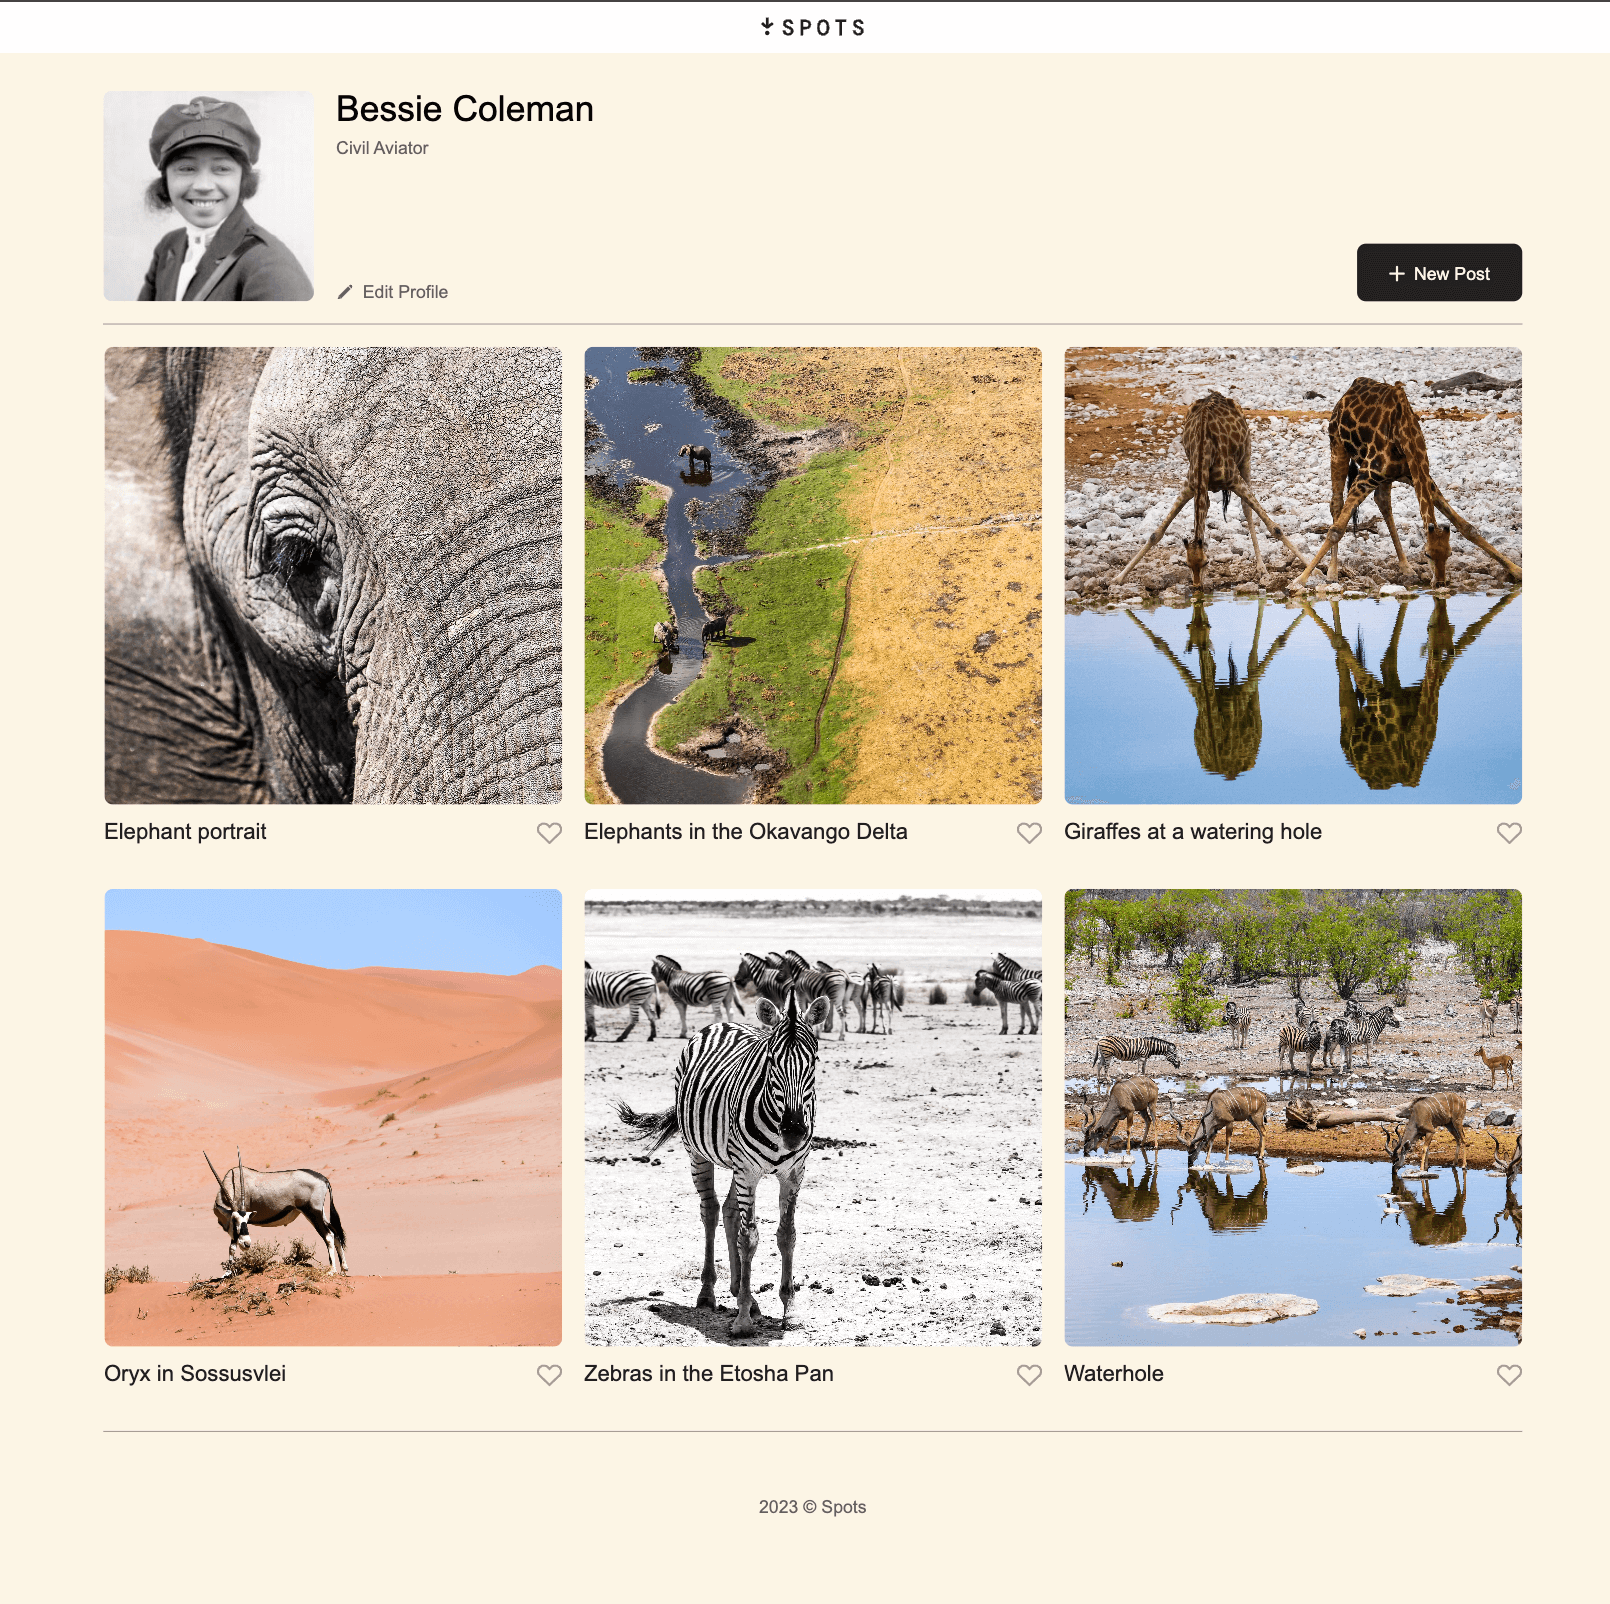 SPOTS
Bessie Coleman
Civil Aviator
Edit Profile
New Post
Elephant portrait
Elephants in the Okavango Delta
Giraffes at a watering hole
Oryx in Sossusvlei
Zebras in the Etosha Pan
Waterhole
2023 © Spots